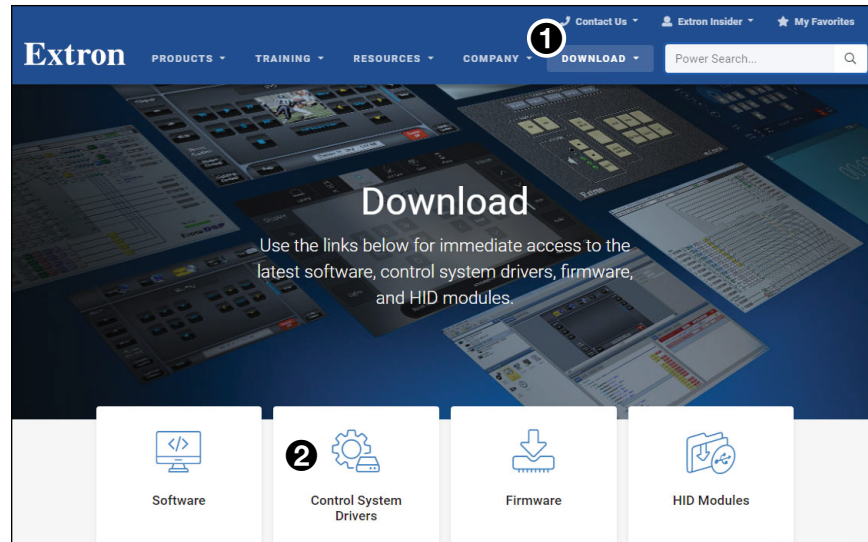 Contact Us
Extron Insider
My Favorites
1
Extron PRODUCTS TRAINING RESOURCES COMPANY DOWNLOAD Power Search...
Download
Use the links below for immediate access to the
latest software, control system drivers, firmware,
and HID modules.
2
Software
Control System
Drivers
Firmware
HID Modules